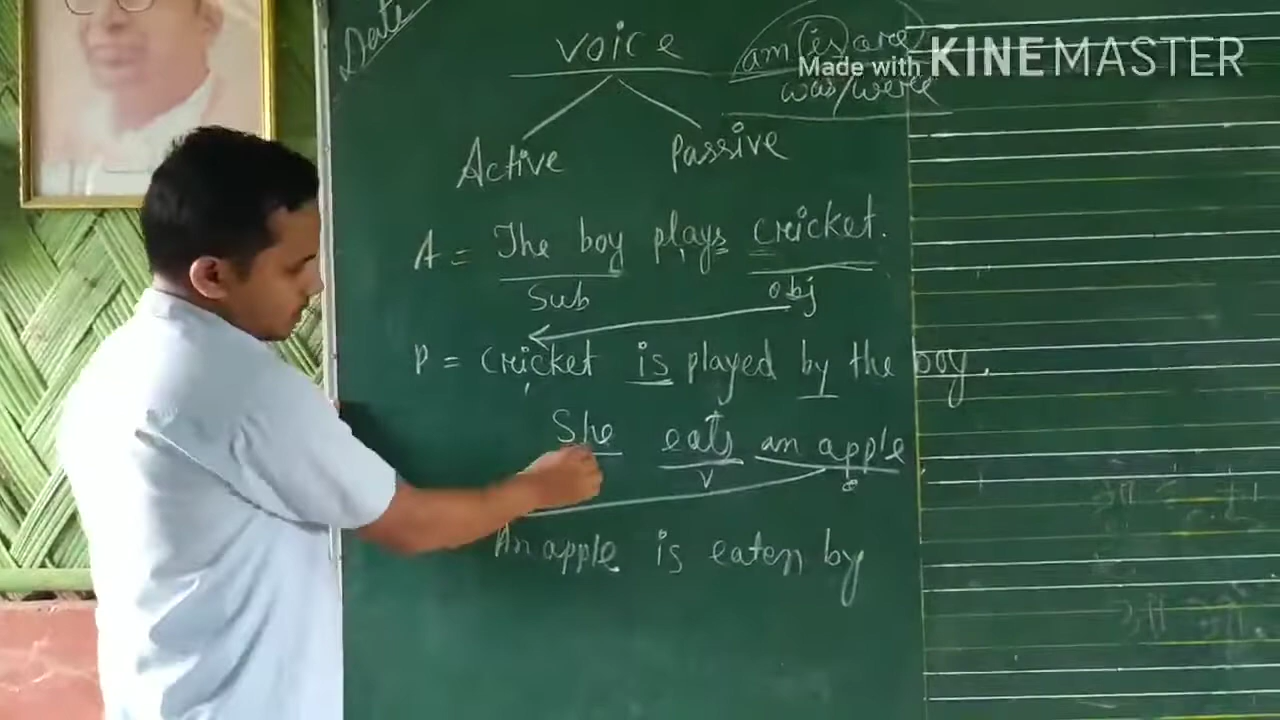 Date
voice
am is are
was/were
Made with KINEMASTER
Active Passive
A = The boy plays cricket.
Sub obj
P = cricket is played by the boy.
She eats an apple
v o
An apple is eaten by